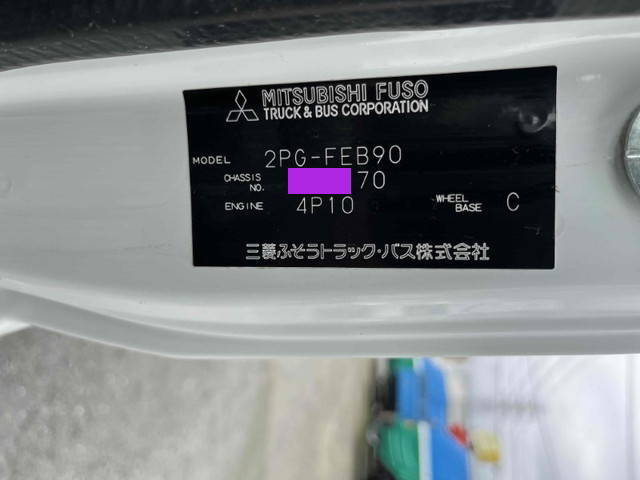 MITSUBISHI FUSO
TRUCK & BUS CORPORATION
MODEL 2PG-FEB90
CHASSIS NO. 70
ENGINE 4P10 WHEEL BASE C
三菱ふそうトラック・バス株式会社